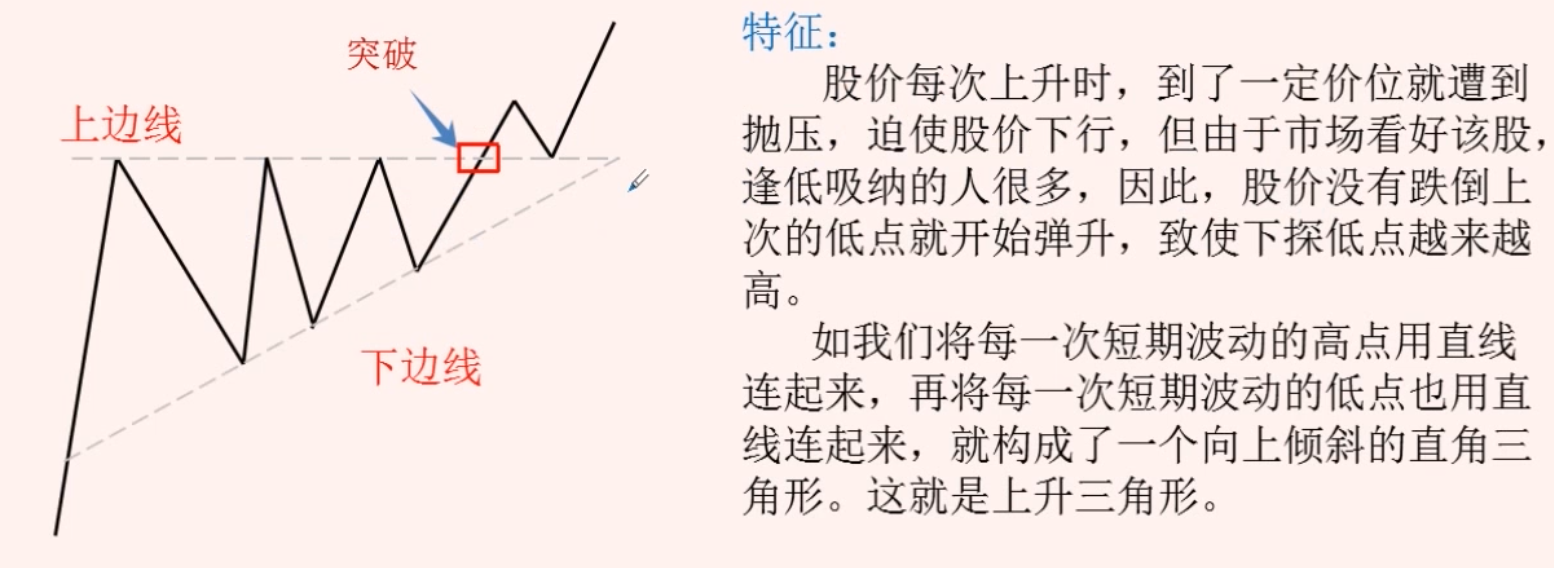 突破
上边线
下边线
特征：
股价每次上升时，到了一定价位就遭到
抛压，迫使股价下行，但由于市场看好该股，
逢低吸纳的人很多，因此，股价没有跌倒上
次的低点就开始弹升，致使下探低点越来越
高。
如我们将每一次短期波动的高点用直线
连起来，再将每一次短期波动的低点也用直
线连起来，就构成了一个向上倾斜的直角三
角形。这就是上升三角形。